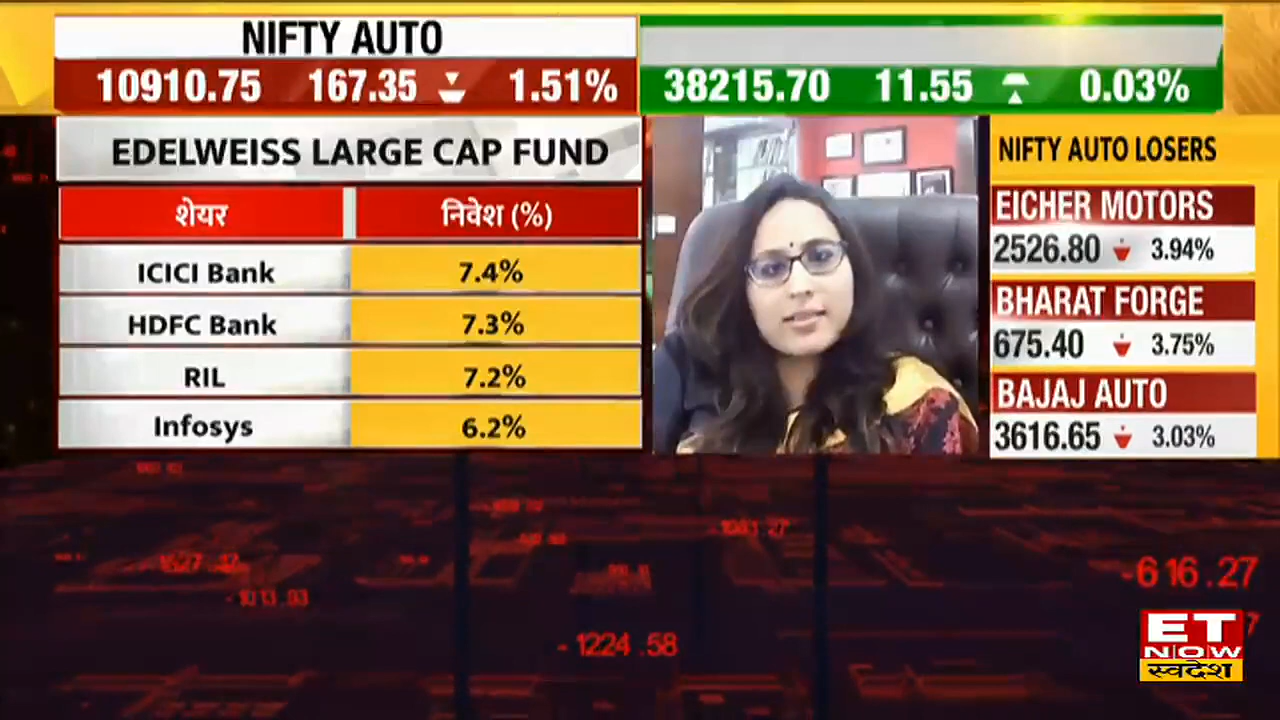 NIFTY AUTO
10910.75 167.35 1.51%
38215.70 11.55 0.03%
EDELWEISS LARGE CAP FUND
शेयर निवेश (%)
ICICI Bank 7.4%
HDFC Bank 7.3%
RIL 7.2%
Infosys 6.2%
NIFTY AUTO LOSERS
EICHER MOTORS
2526.80 3.94%
BHARAT FORGE
675.40 3.75%
BAJAJ AUTO
3616.65 3.03%
-616.27
-1224.58
ET
NOW
स्वदेश